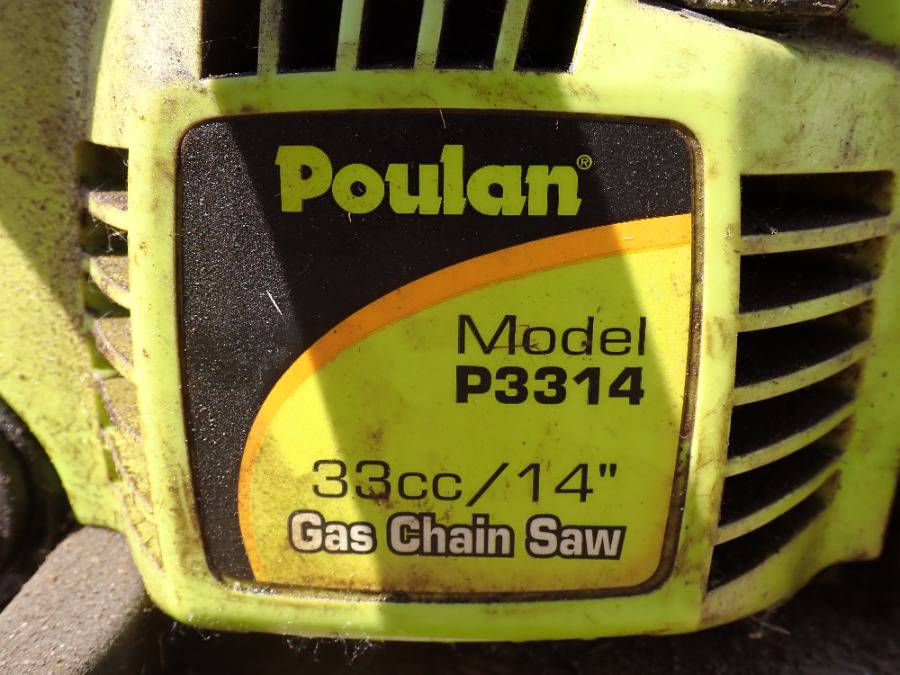 Poulan®
Model
P3314
33cc/14"
Gas Chain Saw